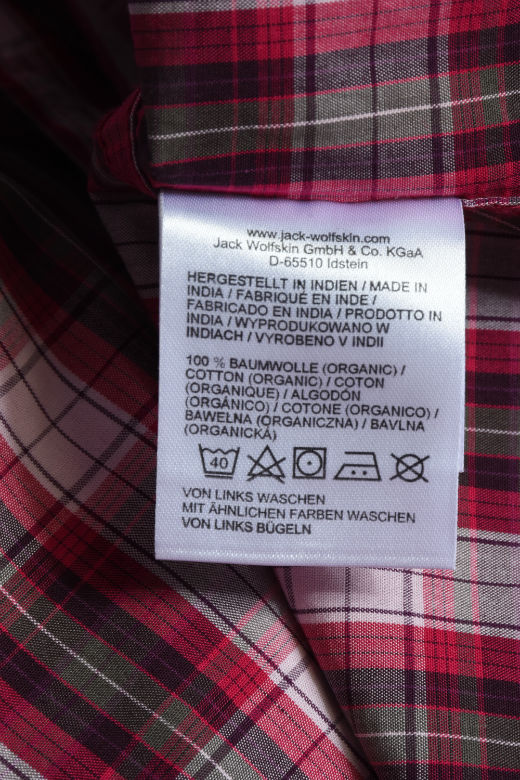 www.jack-wolfskin.com
Jack Wolfskin GmbH & Co. KGaA
D-65510 Idstein
HERGESTELLT IN INDIEN / MADE IN
INDIA / FABRIQUÉ EN INDE /
FABRICADO EN INDIA / PRODOTTO IN
INDIA / WYPRODUKOWANO W
INDIACH / VYROBENO V INDII
100 % BAUMWOLLE (ORGANIC) /
COTTON (ORGANIC) / COTON
(ORGANIQUE) / ALGODÓN
(ORGÁNICO) / COTONE (ORGANICO) /
BAWEŁNA (ORGANICZNA) / BAVLNA
(ORGANICKÁ)
40
VON LINKS WASCHEN
MIT ÄHNLICHEN FARBEN WASCHEN
VON LINKS BÜGELN